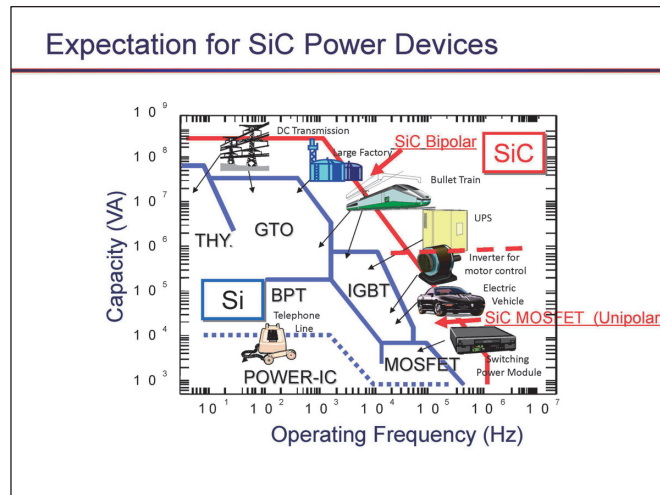 Expectation for SiC Power Devices
Capacity (VA)
10⁹
10⁸
10⁷
10⁶
10⁵
10⁴
10³
DC Transmission
Large Factory
SiC Bipolar
SiC
Bullet Train
UPS
THY.
GTO
Inverter for
motor control
Si
BPT
IGBT
Electric
Vehicle
Telephone
Line
SiC MOSFET (Unipolar
POWER-IC
MOSFET
Switching
Power Module
10¹ 10² 10³ 10⁴ 10⁵ 10⁶ 10⁷
Operating Frequency (Hz)